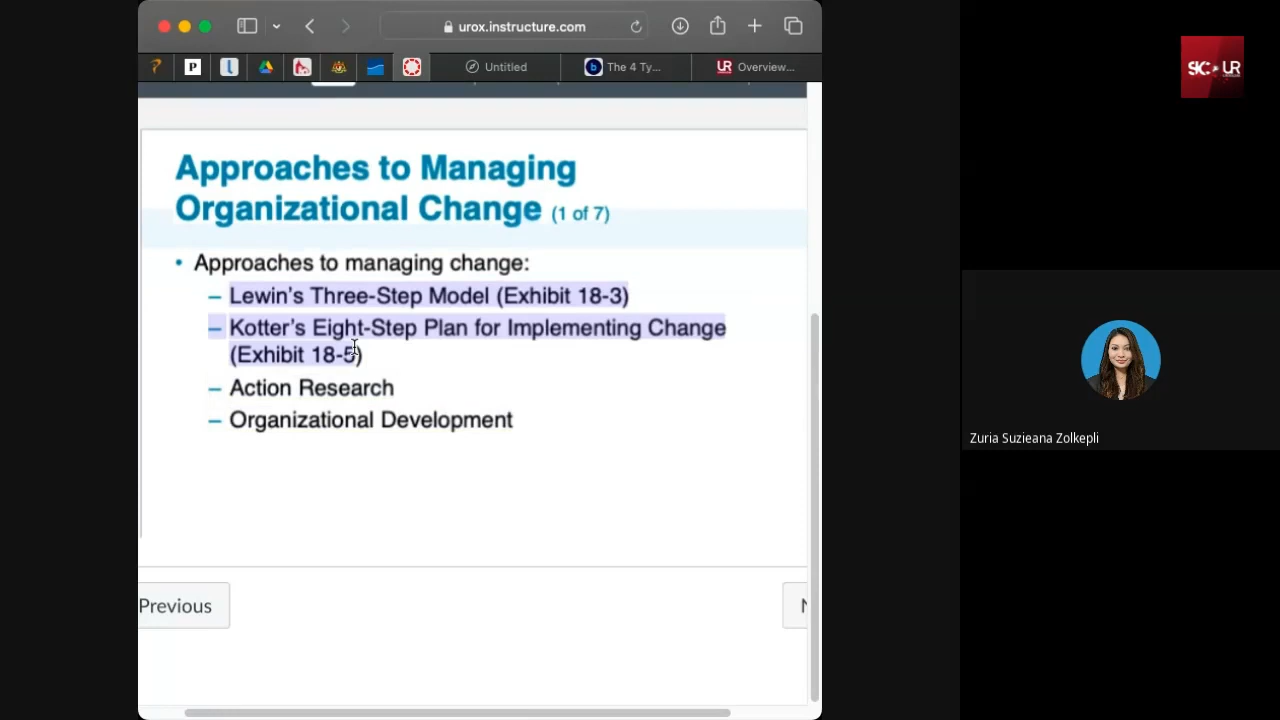 urox.instructure.com
P
Untitled
b The 4 Ty...
UR Overview...
SIC UR
Approaches to Managing
Organizational Change (1 of 7)
• Approaches to managing change:
– Lewin's Three-Step Model (Exhibit 18-3)
– Kotter's Eight-Step Plan for Implementing Change
(Exhibit 18-5)
– Action Research
– Organizational Development
Zuria Suzieana Zolkepli
Previous